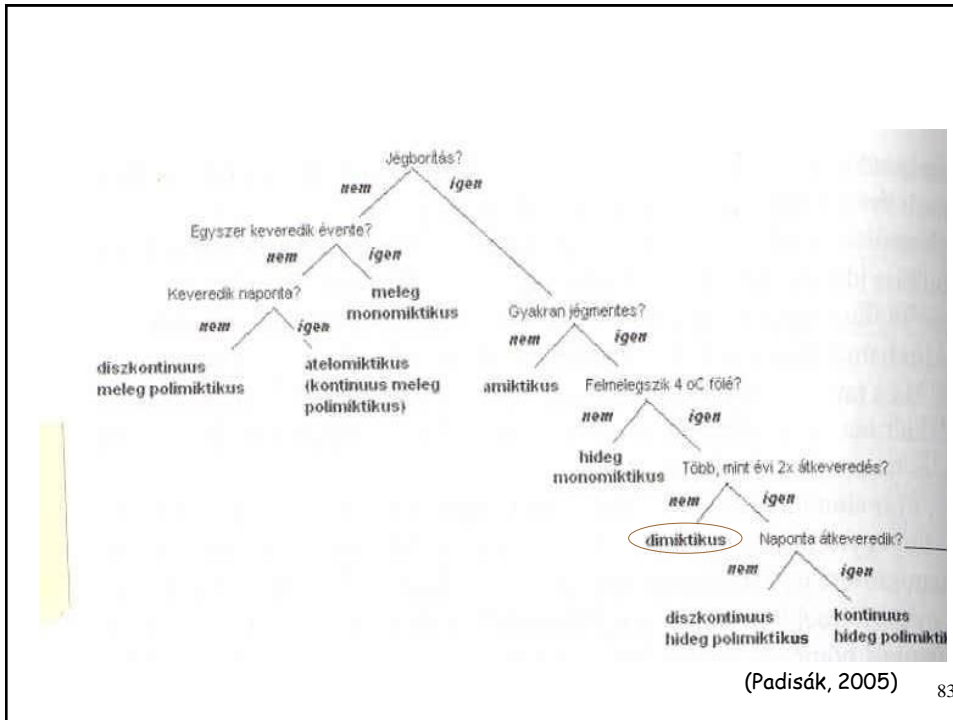 Jégborítás?
nem igen
Egyszer keveredik évente?
nem igen
Keveredik naponta? meleg monomiktikus Gyakran jégmentes?
nem igen nem igen
diszkontinuus meleg polimiktikus
atelomiktikus (kontinuus meleg polimiktikus)
amiktikus Felmelegszik 4 oC fölé?
nem igen
hideg monomiktikus Több, mint évi 2x átkeveredés?
nem igen
dimiktikus Naponta átkeveredik?
nem igen
diszkontinuus hideg polimiktikus
kontinuus hideg polimiktik
(Padisák, 2005) 83